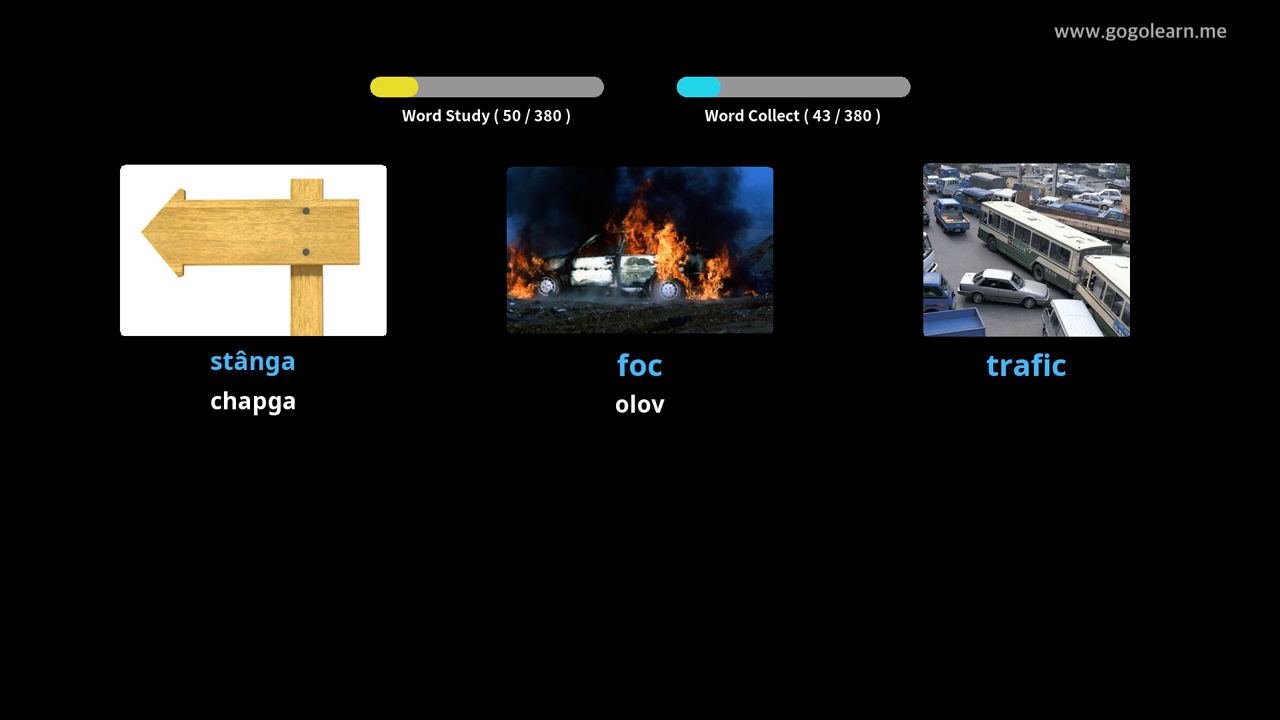 www.gogolearn.me
Word Study ( 50 / 380 )
Word Collect ( 43 / 380 )
stânga
chapga
foc
olov
trafic